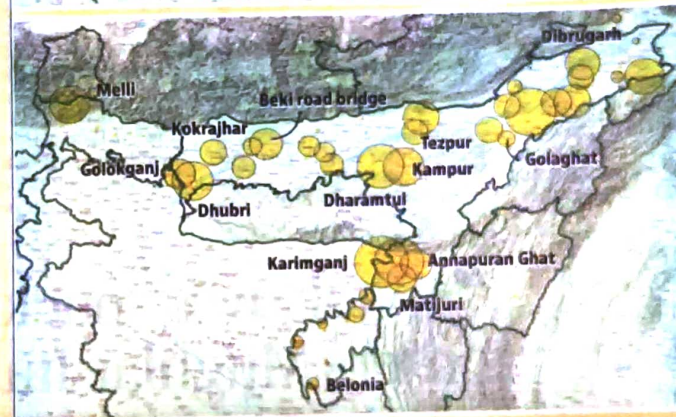 Dibrugarh
Melli
Beki road bridge
Kokrajhar
Tezpur
Golaghat
Golokganj
Kampur
Dhubri
Dharamtul
Karimganj
Annapuran Ghat
Matijuri
Belonia